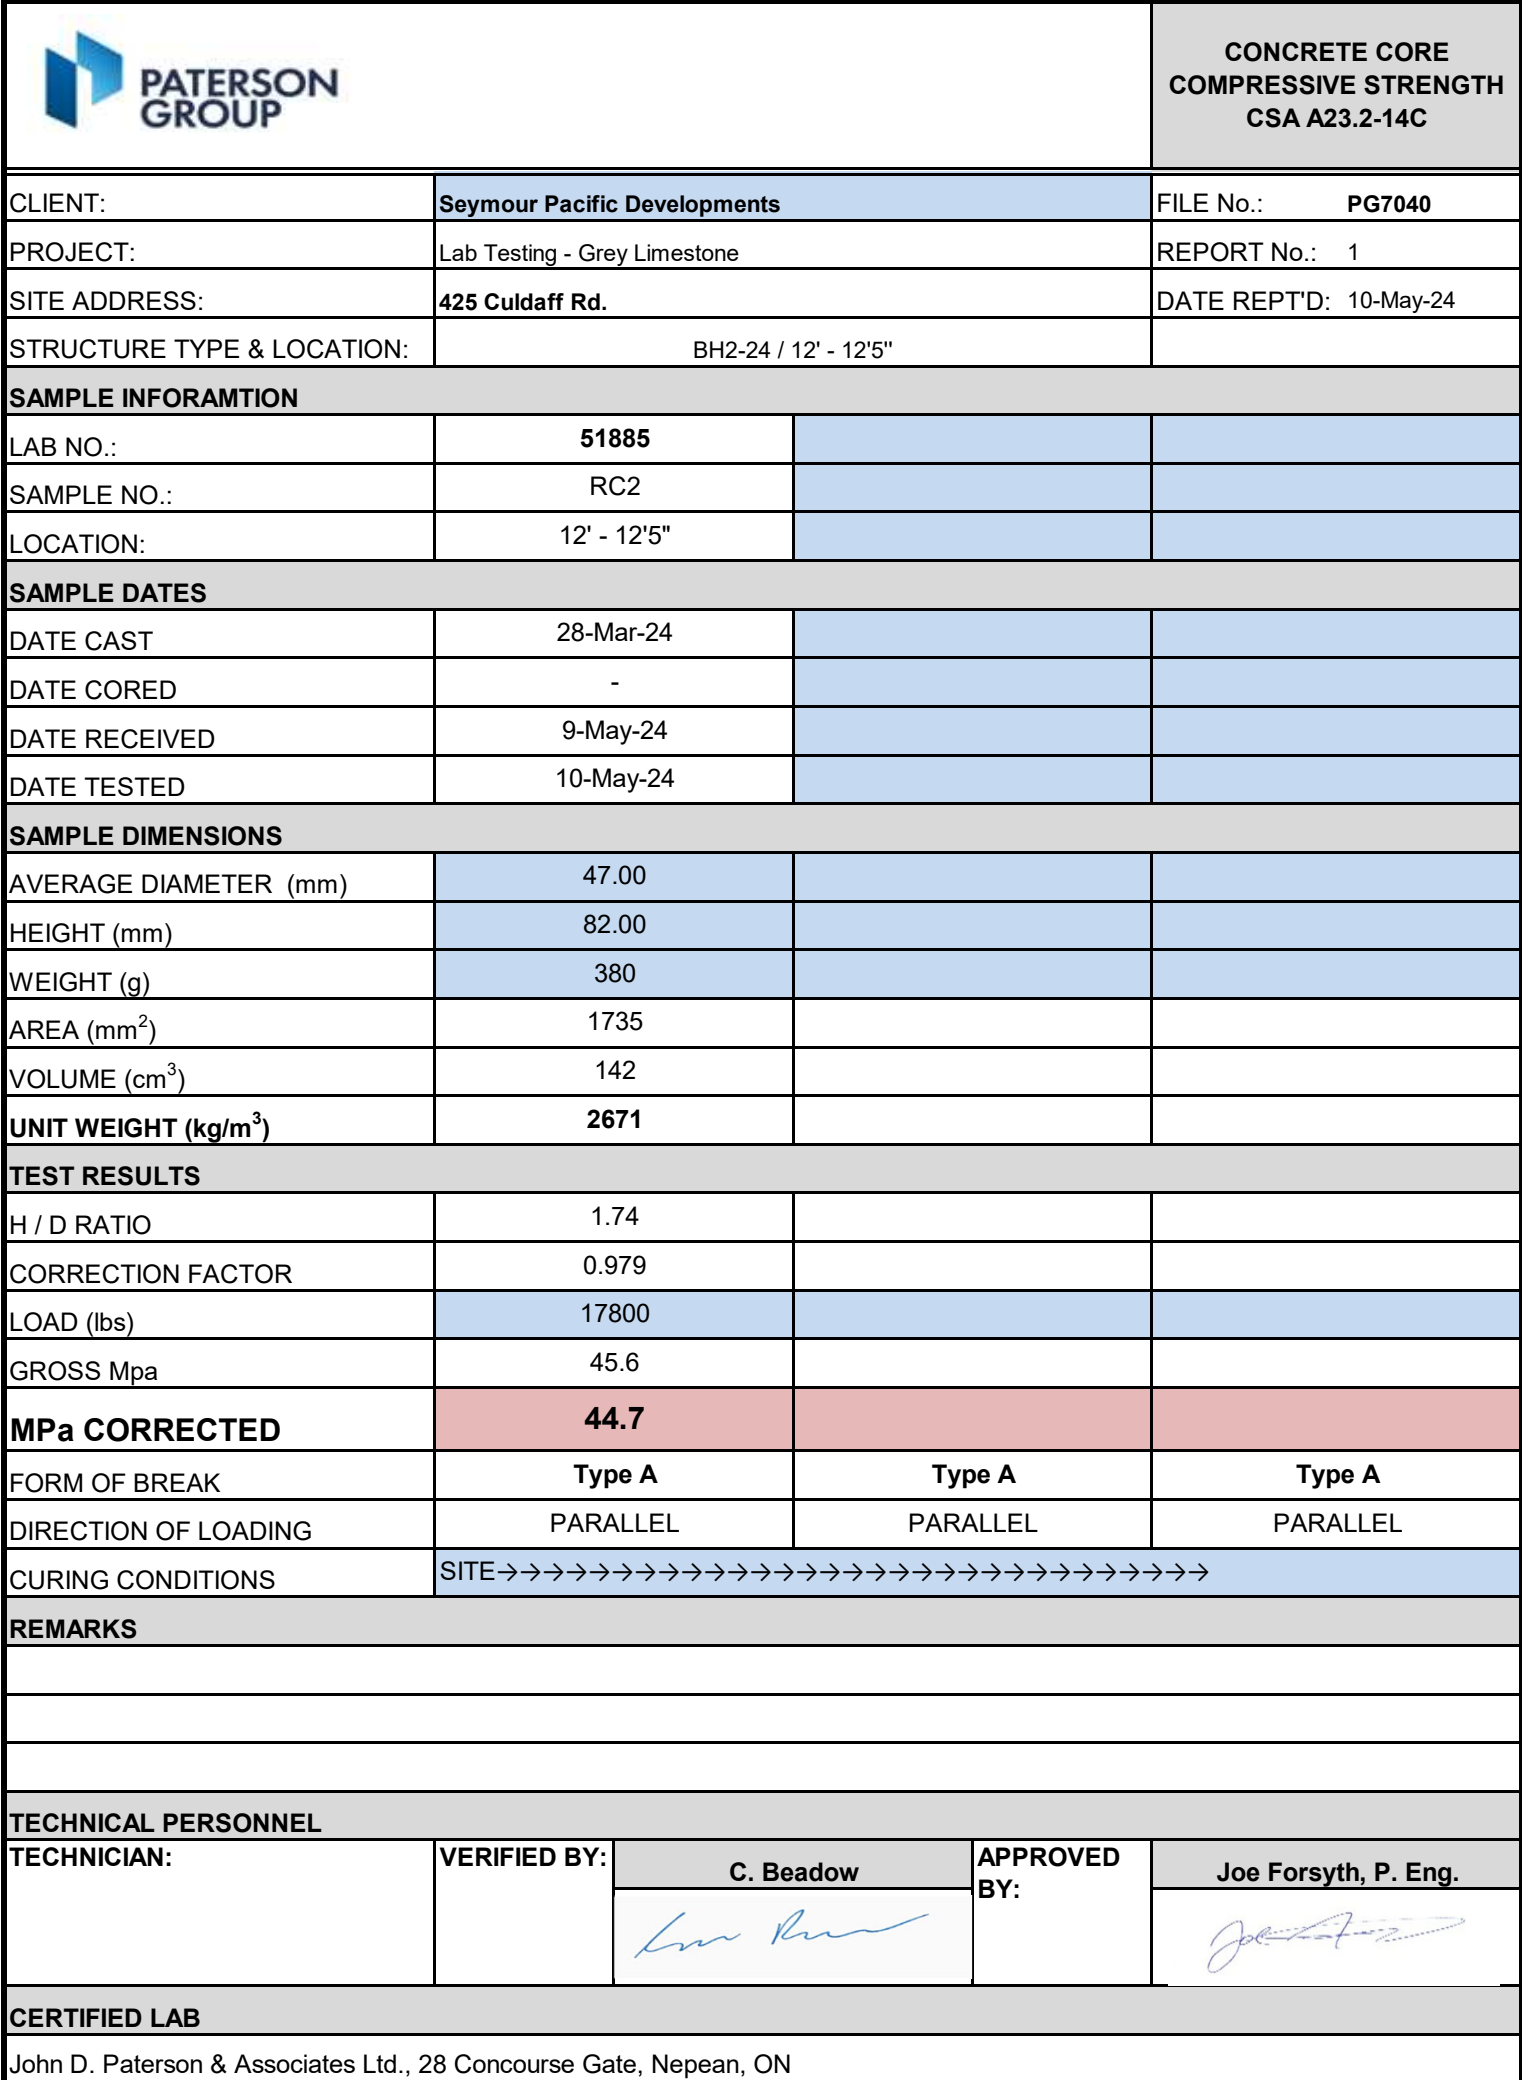 PATERSON
GROUP
CONCRETE CORE
COMPRESSIVE STRENGTH
CSA A23.2-14C
CLIENT: Seymour Pacific Developments FILE No.: PG7040
PROJECT: Lab Testing - Grey Limestone REPORT No.: 1
SITE ADDRESS: 425 Culdaff Rd. DATE REPT'D: 10-May-24
STRUCTURE TYPE & LOCATION: BH2-24 / 12' - 12'5"
SAMPLE INFORAMTION
LAB NO.: 51885
SAMPLE NO.: RC2
LOCATION: 12' - 12'5"
SAMPLE DATES
DATE CAST 28-Mar-24
DATE CORED -
DATE RECEIVED 9-May-24
DATE TESTED 10-May-24
SAMPLE DIMENSIONS
AVERAGE DIAMETER (mm) 47.00
HEIGHT (mm) 82.00
WEIGHT (g) 380
AREA (mm²) 1735
VOLUME (cm³) 142
UNIT WEIGHT (kg/m³) 2671
TEST RESULTS
H / D RATIO 1.74
CORRECTION FACTOR 0.979
LOAD (lbs) 17800
GROSS Mpa 45.6
MPa CORRECTED 44.7
FORM OF BREAK Type A Type A Type A
DIRECTION OF LOADING PARALLEL PARALLEL PARALLEL
CURING CONDITIONS SITE→→→→→→→→→→→→→→→→→→→→→→→→→→→→→→→
REMARKS
TECHNICAL PERSONNEL
TECHNICIAN: VERIFIED BY: C. Beadow APPROVED BY: Joe Forsyth, P. Eng.
CERTIFIED LAB
John D. Paterson & Associates Ltd., 28 Concourse Gate, Nepean, ON